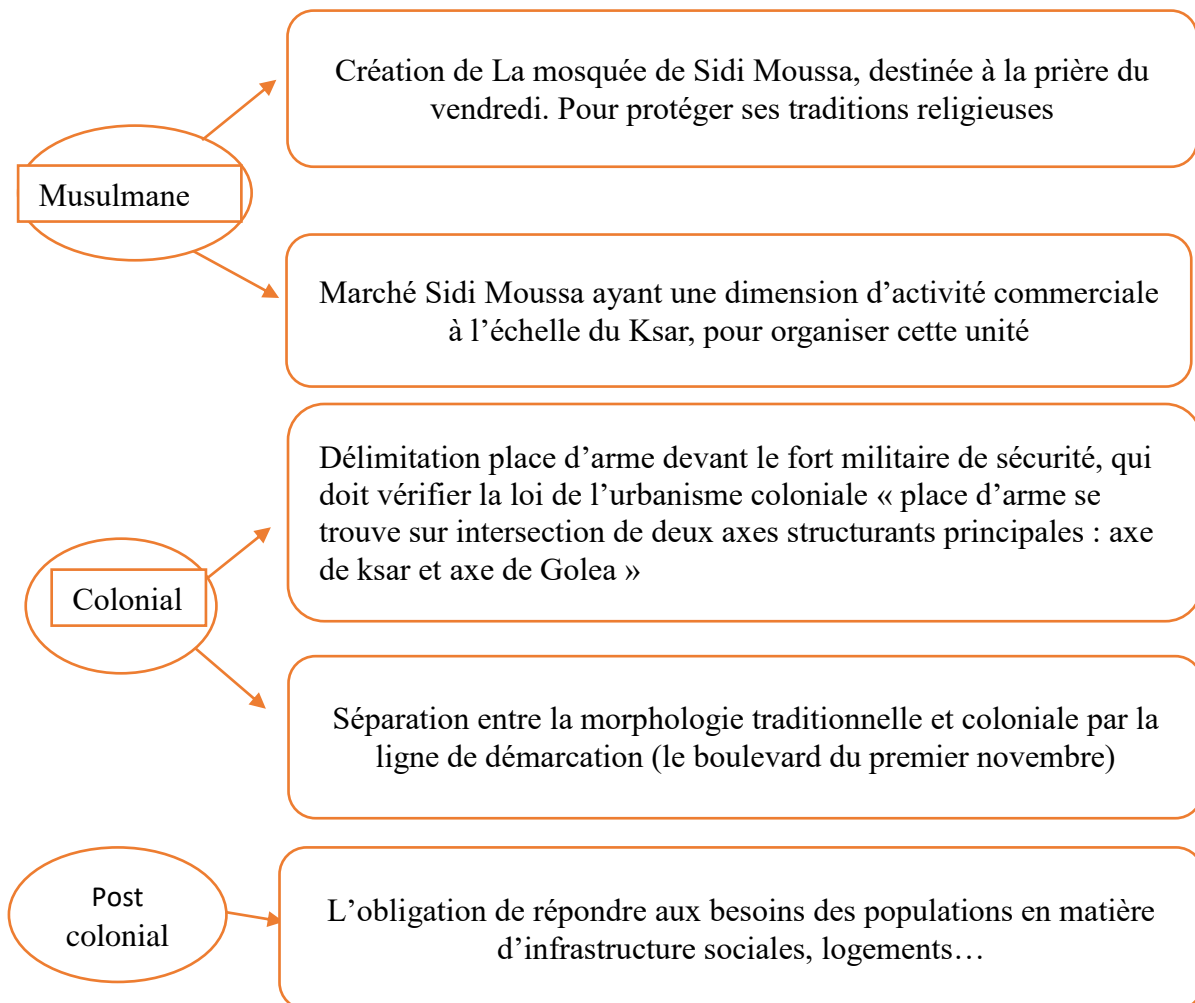 Création de La mosquée de Sidi Moussa, destinée à la prière du
vendredi. Pour protéger ses traditions religieuses
Musulmane
Marché Sidi Moussa ayant une dimension d’activité commerciale
à l’échelle du Ksar, pour organiser cette unité
Délimitation place d’arme devant le fort militaire de sécurité, qui
doit vérifier la loi de l’urbanisme coloniale « place d’arme se
trouve sur intersection de deux axes structurants principales : axe
de ksar et axe de Golea »
Colonial
Séparation entre la morphologie traditionnelle et coloniale par la
ligne de démarcation (le boulevard du premier novembre)
Post
colonial
L’obligation de répondre aux besoins des populations en matière
d’infrastructure sociales, logements…